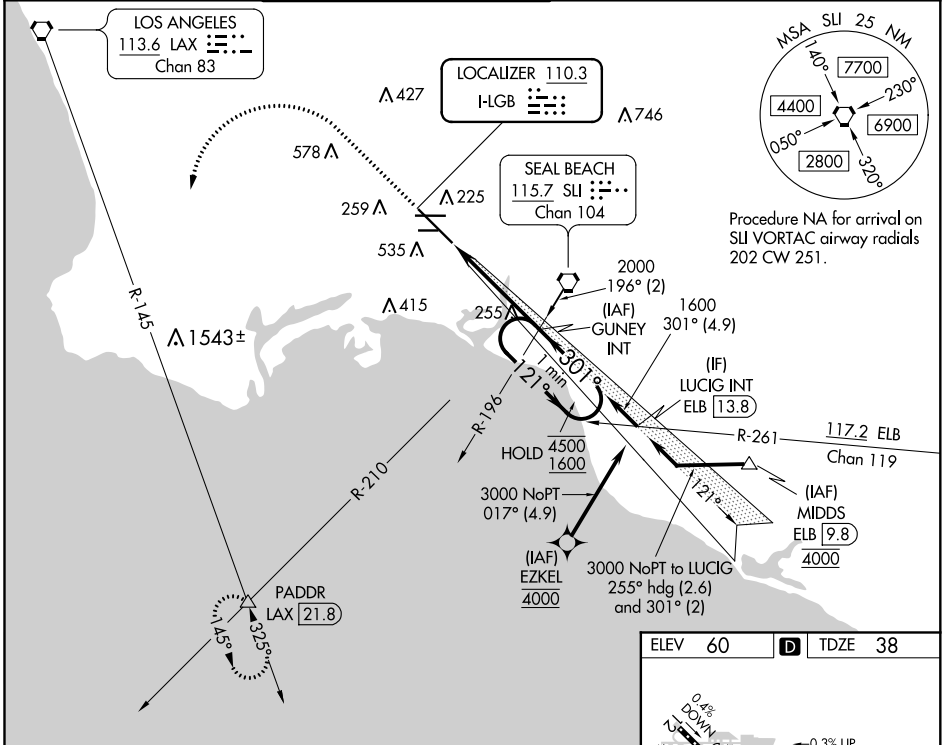 LOS ANGELES
113.6 LAX
Chan 83
LOCALIZER 110.3
I-LGB
SEAL BEACH
115.7 SLI
Chan 104
MSA SLI 25 NM
140°
7700
230°
4400
6900
050°
2800
320°
Procedure NA for arrival on
SLI VORTAC airway radials
202 CW 251.
427
746
578
259
225
535
415
255
1543±
R-145
2000
196° (2)
(IAF)
GUNEY
INT
1600
301° (4.9)
(IF)
LUCIG INT
ELB 13.8
301°
1 min
121°
R-196
HOLD 4500
1600
R-261
117.2 ELB
Chan 119
R-210
3000 NoPT
017° (4.9)
(IAF)
EZKEL
4000
121°
(IAF)
MIDDS
ELB 9.8
4000
3000 NoPT to LUCIG
255° hdg (2.6)
and 301° (2)
PADDR
LAX 21.8
145°
325°
ELEV 60
D
TDZE 38
0.4%
DOWN
12
0.3% UP